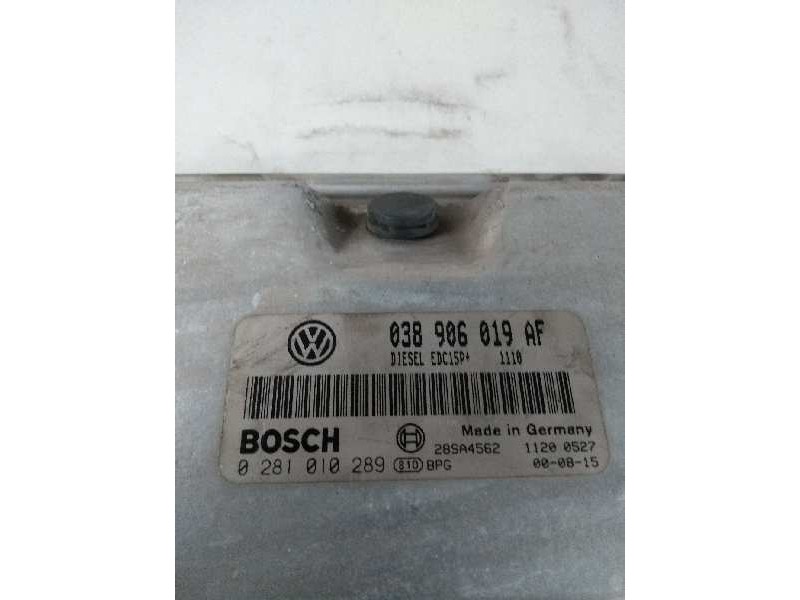 038 906 019 AF
DIESEL EDC15P+ 1110
BOSCH
Made in Germany
28SA4562 1120 0527
0 281 010 289 810 BPG 00-08-15